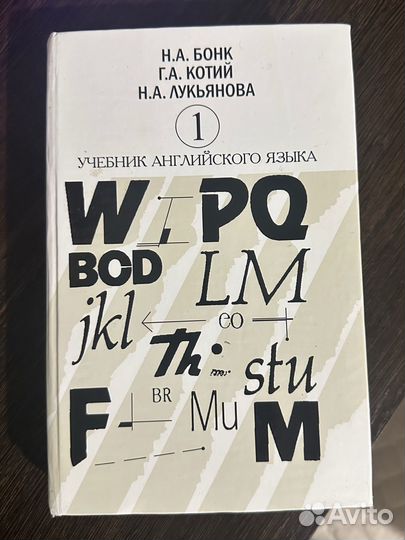 Н.А. БОНК
Г.А. КОТИЙ
Н.А. ЛУКЬЯНОВА
1
УЧЕБНИК АНГЛИЙСКОГО ЯЗЫКА
W I PQ
BCD LM
jkl
CO
Th
stu
BR
F Mu M
Avito